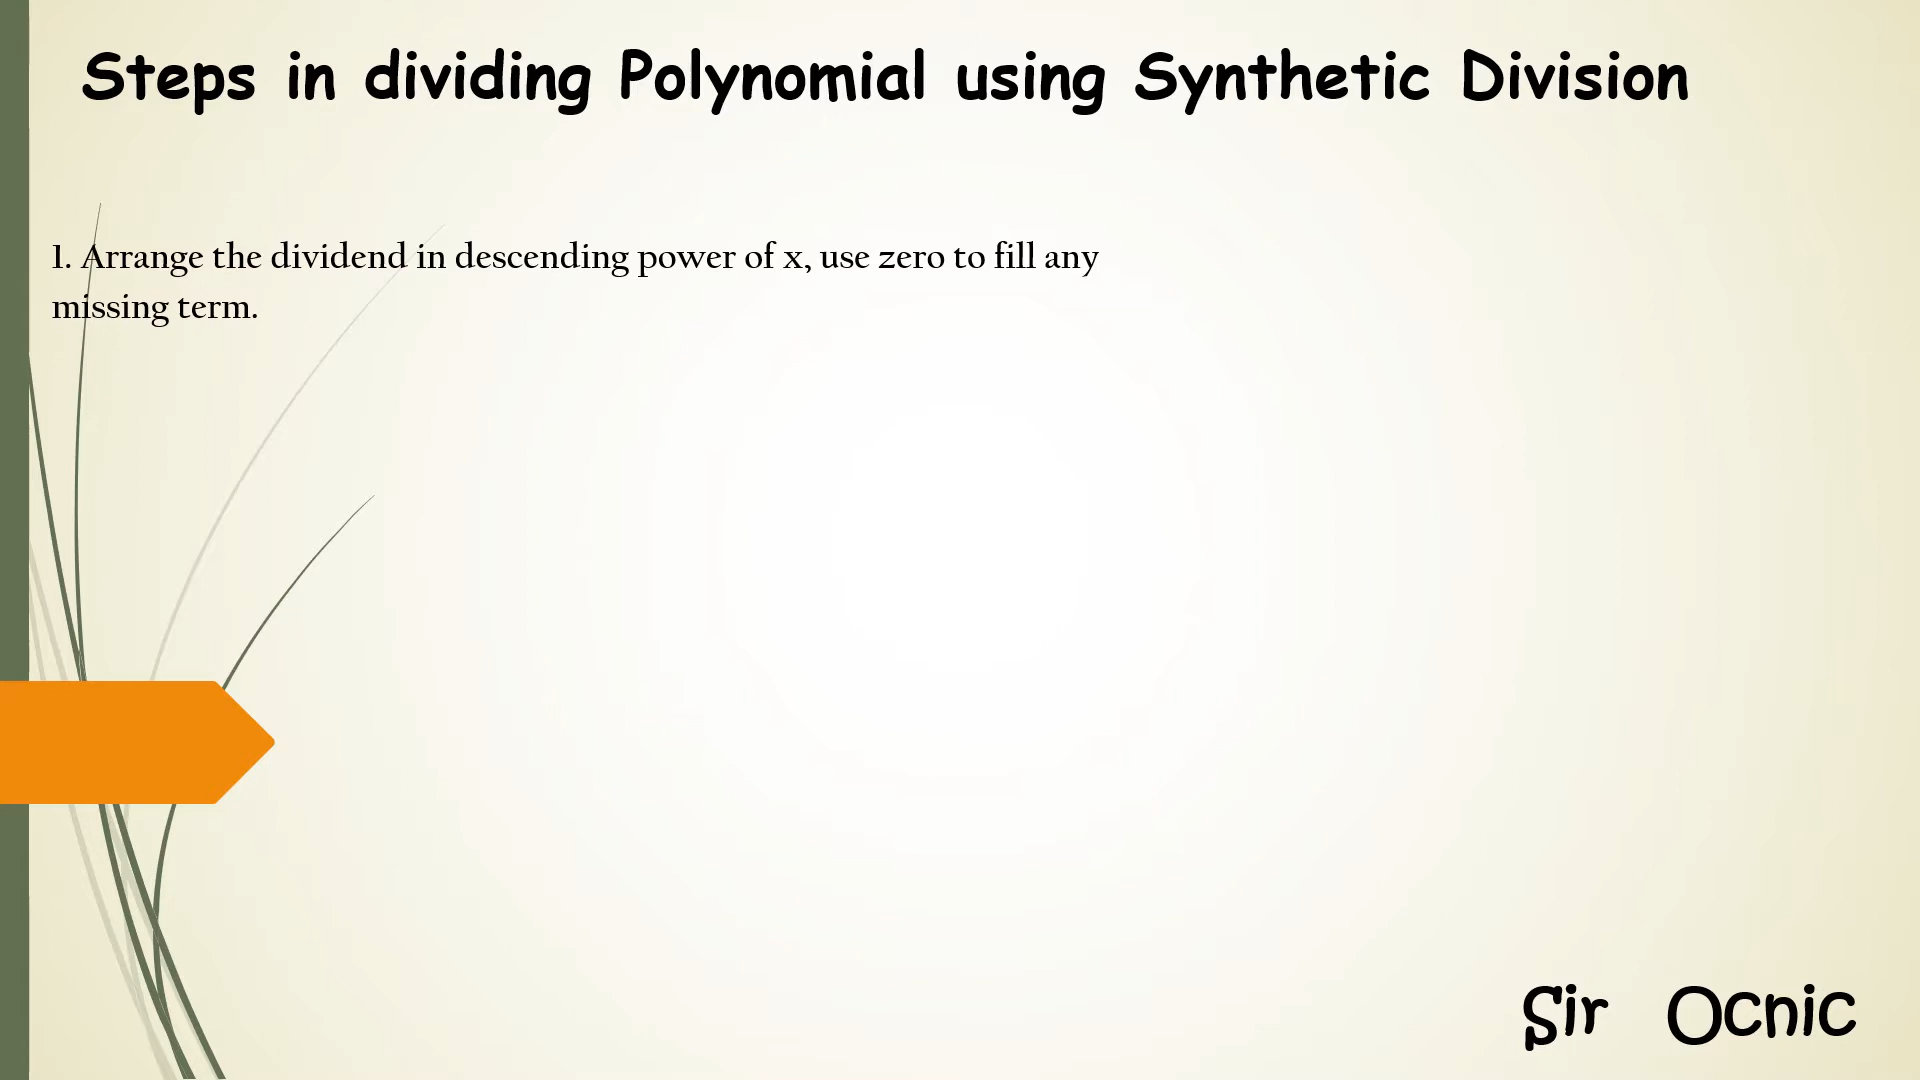 Steps in dividing Polynomial using Synthetic Division
1. Arrange the dividend in descending power of x, use zero to fill any
missing term.
Sir Ocnic